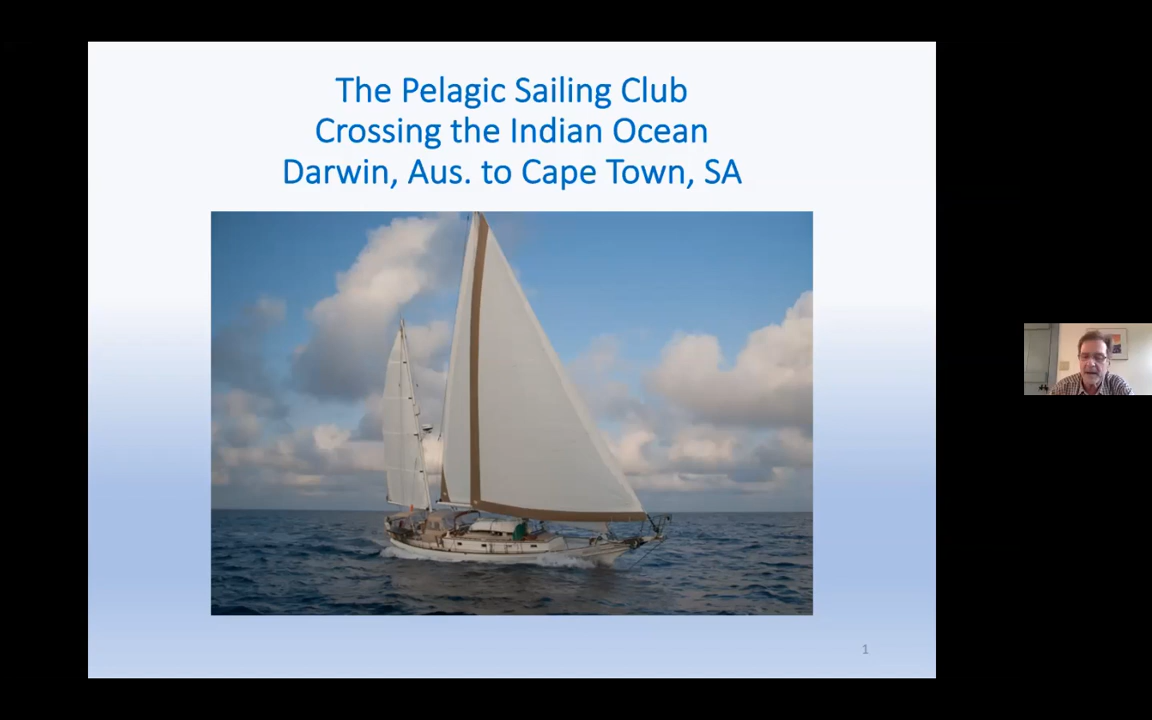 The Pelagic Sailing Club
Crossing the Indian Ocean
Darwin, Aus. to Cape Town, SA
1